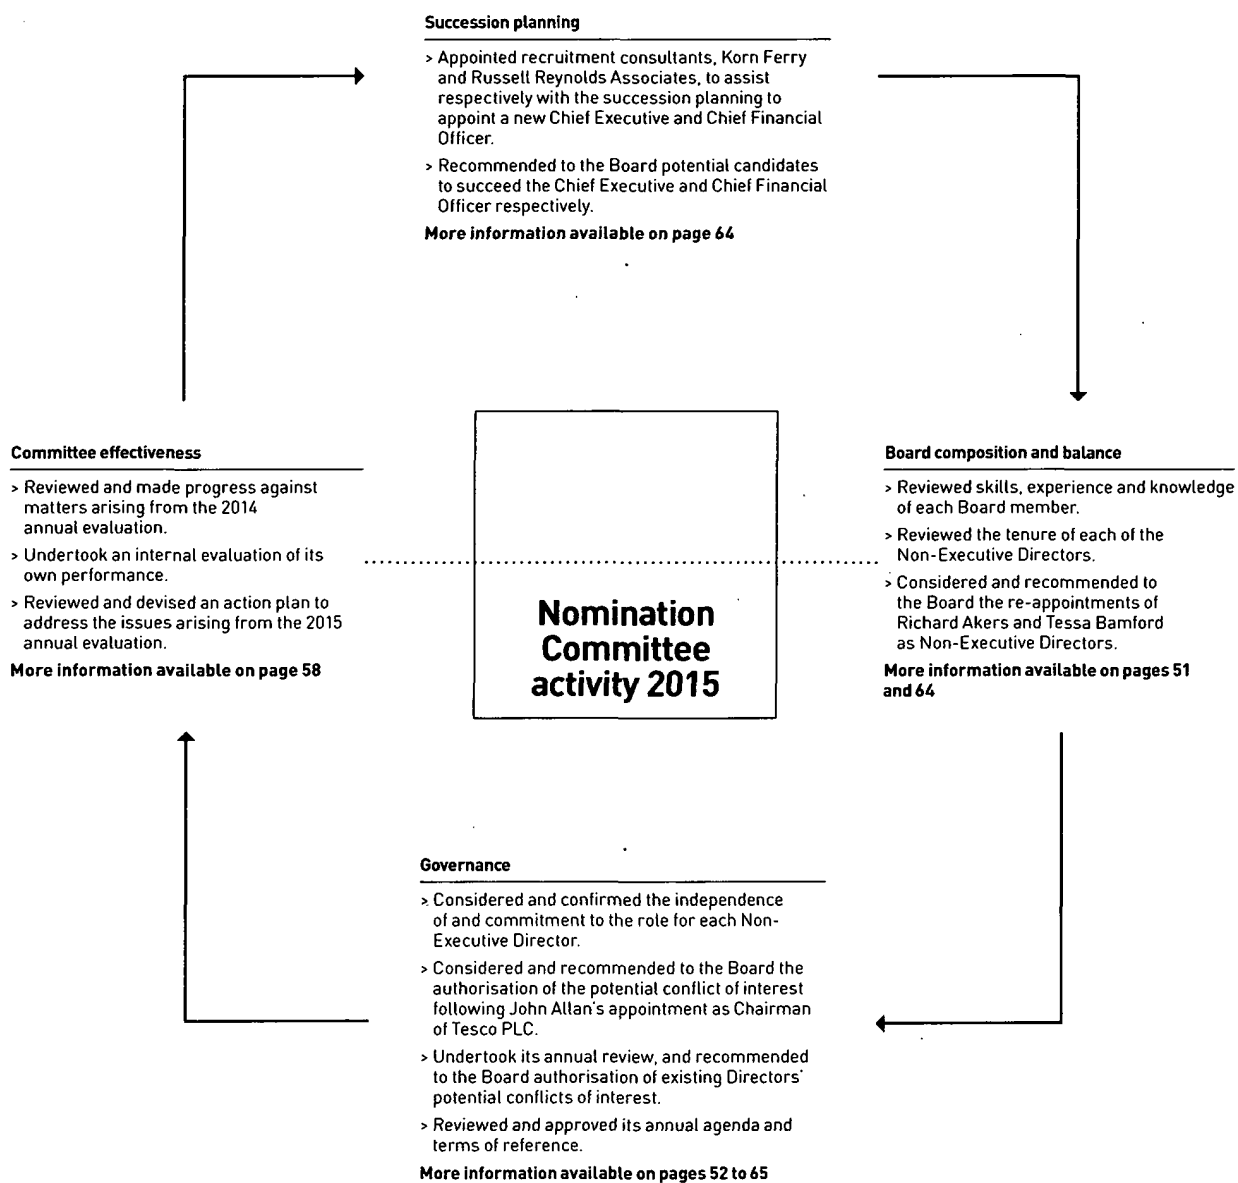 Succession planning
> Appointed recruitment consultants, Korn Ferry
and Russell Reynolds Associates, to assist
respectively with the succession planning to
appoint a new Chief Executive and Chief Financial
Officer.
> Recommended to the Board potential candidates
to succeed the Chief Executive and Chief Financial
Officer respectively.
More information available on page 64
Committee effectiveness
> Reviewed and made progress against
matters arising from the 2014
annual evaluation.
> Undertook an internal evaluation of its
own performance.
> Reviewed and devised an action plan to
address the issues arising from the 2015
annual evaluation.
More information available on page 58
Nomination
Committee
activity 2015
Board composition and balance
> Reviewed skills, experience and knowledge
of each Board member.
> Reviewed the tenure of each of the
Non-Executive Directors.
> Considered and recommended to
the Board the re-appointments of
Richard Akers and Tessa Bamford
as Non-Executive Directors.
More information available on pages 51
and 64
Governance
> Considered and confirmed the independence
of and commitment to the role for each Non-
Executive Director.
> Considered and recommended to the Board the
authorisation of the potential conflict of interest
following John Allan's appointment as Chairman
of Tesco PLC.
> Undertook its annual review, and recommended
to the Board authorisation of existing Directors'
potential conflicts of interest.
> Reviewed and approved its annual agenda and
terms of reference.
More information available on pages 52 to 65